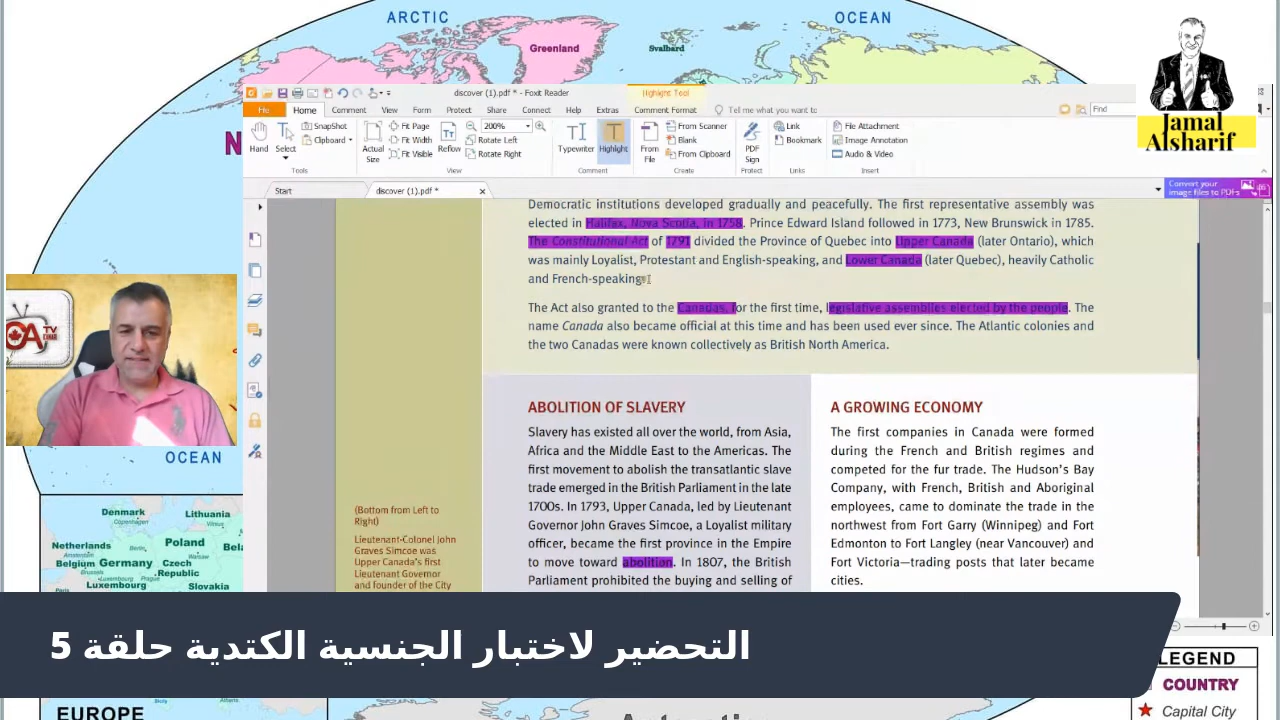 ARCTIC
OCEAN
Greenland
Svalbard
Jamal
Alsharif
discover (1).pdf * - Foxit Reader
Highlight Tool
File
Home
Comment
View
Form
Protect
Share
Connect
Help
Extras
Comment Format
Tell me what you want to
Find
Hand
Select
SnapShot
Clipboard
Actual Size
Fit Page
Fit Width
Fit Visible
Reflow
200%
Rotate Left
Rotate Right
Typewriter
Highlight
From File
From Scanner
Blank
From Clipboard
PDF Sign
Link
Bookmark
File Attachment
Image Annotation
Audio & Video
Tools
View
Comment
Create
Protect
Links
Insert
Start
discover (1).pdf *
Convert your
image files to PDFs
Democratic institutions developed gradually and peacefully. The first representative assembly was
elected in Halifax, Nova Scotia, in 1758. Prince Edward Island followed in 1773, New Brunswick in 1785.
The Constitutional Act of 1791 divided the Province of Quebec into Upper Canada (later Ontario), which
was mainly Loyalist, Protestant and English-speaking, and Lower Canada (later Quebec), heavily Catholic
and French-speaking.
The Act also granted to the Canadas, for the first time, legislative assemblies elected by the people. The
name Canada also became official at this time and has been used ever since. The Atlantic colonies and
the two Canadas were known collectively as British North America.
ABOLITION OF SLAVERY
Slavery has existed all over the world, from Asia,
Africa and the Middle East to the Americas. The
first movement to abolish the transatlantic slave
trade emerged in the British Parliament in the late
1700s. In 1793, Upper Canada, led by Lieutenant
Governor John Graves Simcoe, a Loyalist military
officer, became the first province in the Empire
to move toward abolition. In 1807, the British
Parliament prohibited the buying and selling of
A GROWING ECONOMY
The first companies in Canada were formed
during the French and British regimes and
competed for the fur trade. The Hudson's Bay
Company, with French, British and Aboriginal
employees, came to dominate the trade in the
northwest from Fort Garry (Winnipeg) and Fort
Edmonton to Fort Langley (near Vancouver) and
Fort Victoria—trading posts that later became
cities.
(Bottom from Left to
Right)
Lieutenant-Colonel John
Graves Simcoe was
Upper Canada's first
Lieutenant Governor
and founder of the City
TV
OCEAN
Denmark
Copenhagen
Lithuania
Netherlands
Amsterdam
Berlin
Poland
Belgium
Germany
Brussels
Prague
Czech
Republic
Luxembourg
Slovakia
التحضير لاختبار الجنسية الكندية حلقة 5
EUROPE
LEGEND
COUNTRY
Capital City